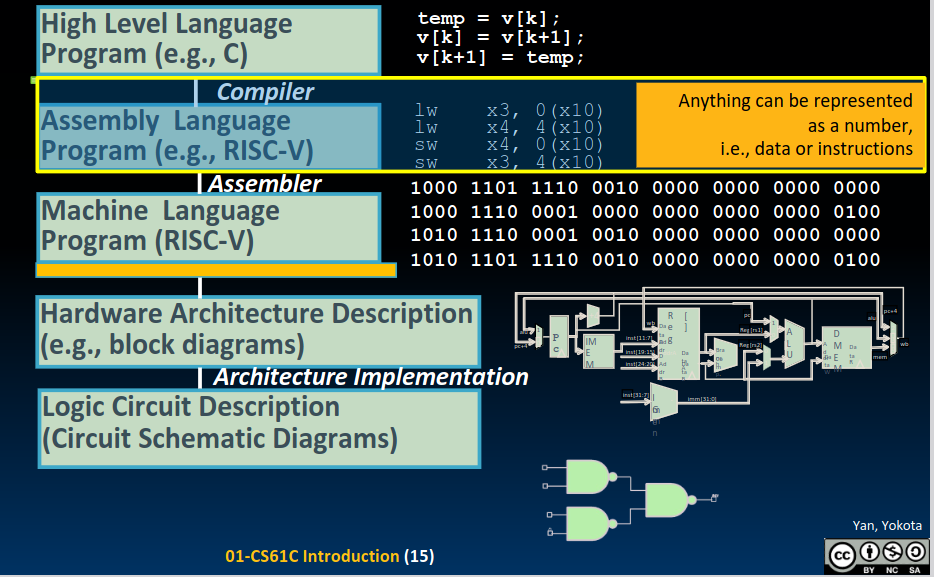 High Level Language
Program (e.g., C)
temp = v[k];
v[k] = v[k+1];
v[k+1] = temp;
Compiler
Assembly Language
Program (e.g., RISC-V)
lw x3, 0(x10)
lw x4, 4(x10)
sw x4, 0(x10)
sw x3, 4(x10)
Anything can be represented
as a number,
i.e., data or instructions
Assembler
Machine Language
Program (RISC-V)
1000 1101 1110 0010 0000 0000 0000 0000
1000 1110 0001 0000 0000 0000 0000 0100
1010 1110 0001 0010 0000 0000 0000 0000
1010 1101 1110 0010 0000 0000 0000 0100
Hardware Architecture Description
(e.g., block diagrams)
pc+4
IMEM
inst[11:7]
inst[19:15]
Reg []
wb
pc
Reg[rs1]
Reg[rs2]
ALU
DMEM
alu
pc+4
mem
wb
inst[31:7]
imm[31:0]
Architecture Implementation
Logic Circuit Description
(Circuit Schematic Diagrams)
Yan, Yokota
01-CS61C Introduction (15)
cc
BY NC SA